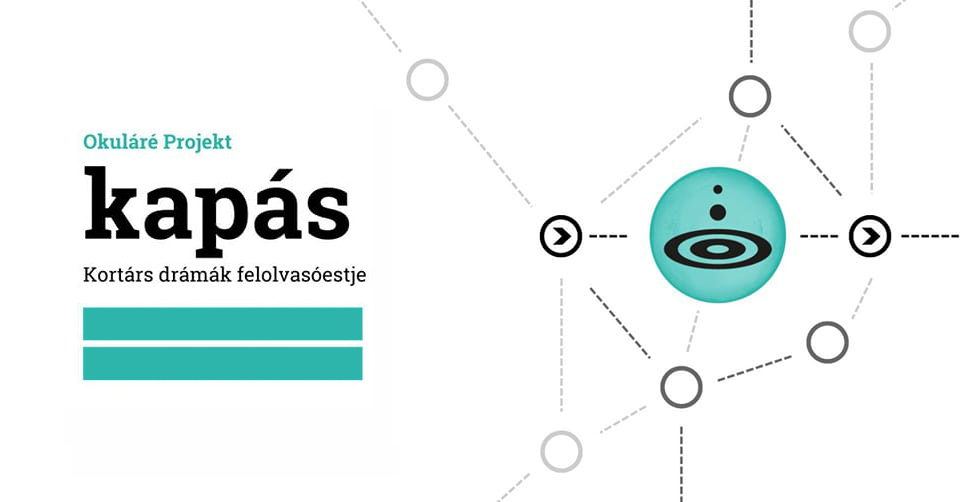 Okuláré Projekt
kapás
Kortárs drámák felolvasóestje